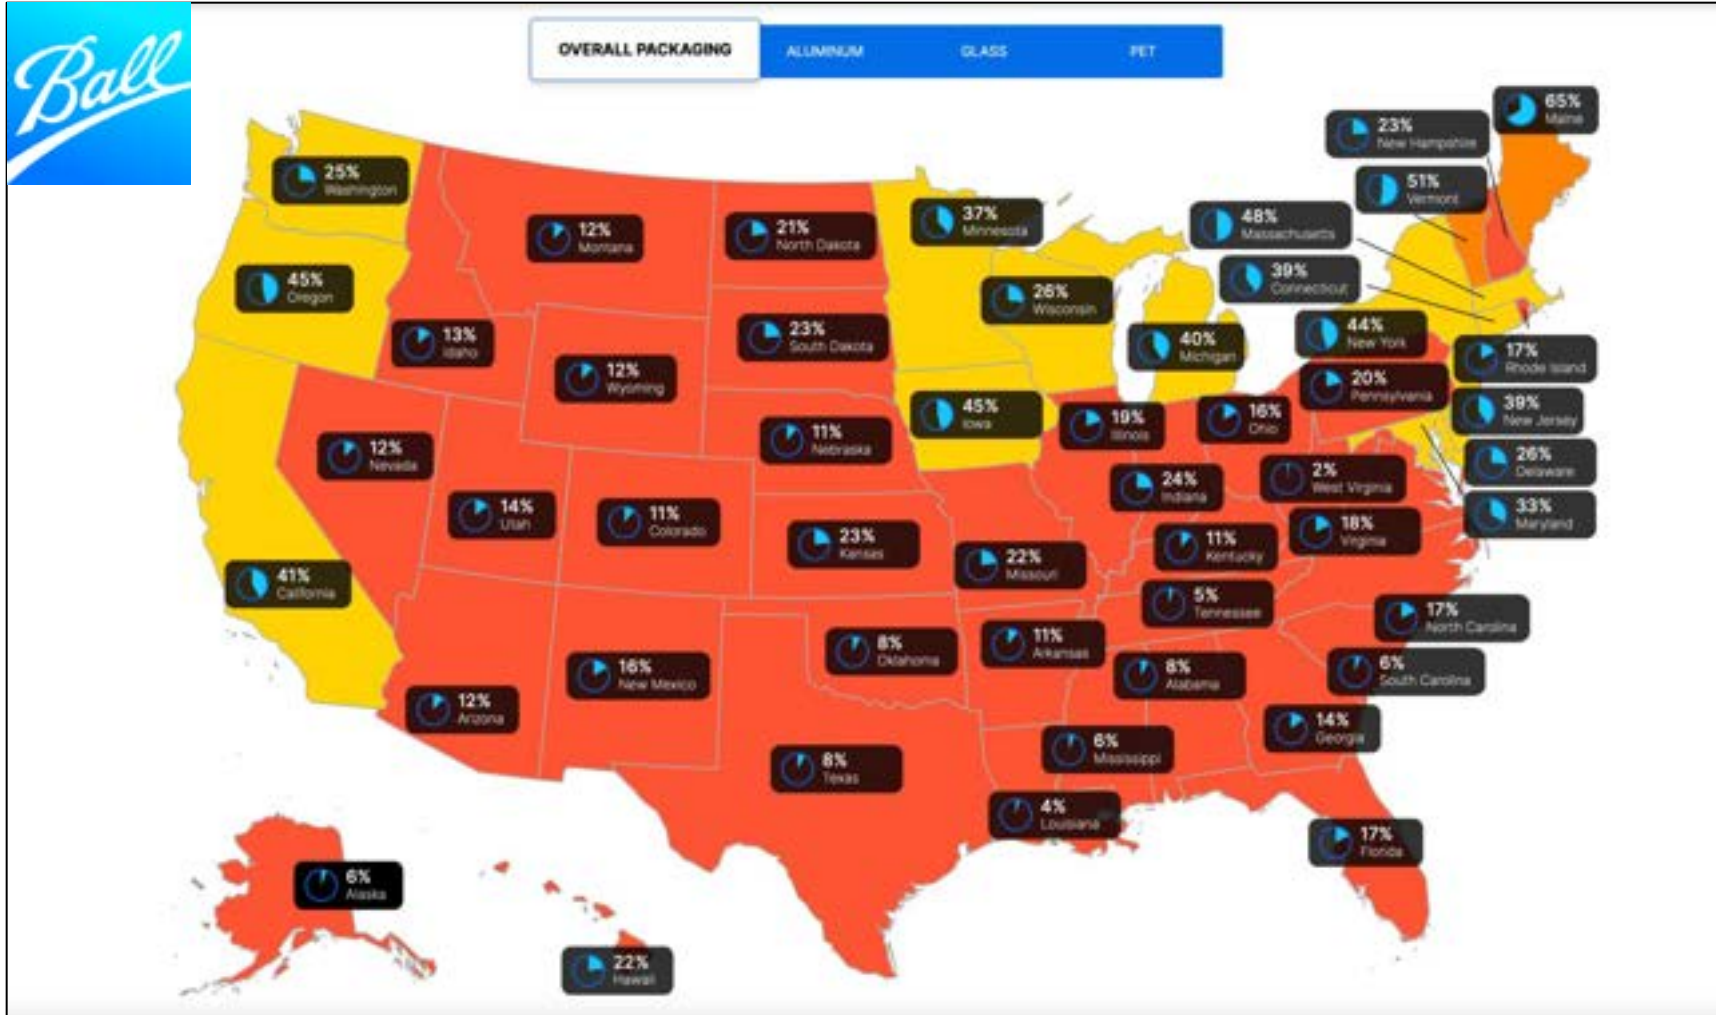 Ball
OVERALL PACKAGING
ALUMINUM
GLASS
PET
65%
Maine
23%
New Hampshire
51%
Vermont
48%
Massachusetts
39%
Connecticut
25%
Washington
12%
Montana
21%
North Dakota
37%
Minnesota
45%
Oregon
26%
Wisconsin
13%
Idaho
23%
South Dakota
40%
Michigan
44%
New York
17%
Rhode Island
12%
Wyoming
20%
Pennsylvania
39%
New Jersey
45%
Iowa
19%
Illinois
16%
Ohio
11%
Nebraska
12%
Nevada
26%
Delaware
24%
Indiana
2%
West Virginia
14%
Utah
11%
Colorado
33%
Maryland
23%
Kansas
11%
Kentucky
18%
Virginia
22%
Missouri
41%
California
5%
Tennessee
17%
North Carolina
8%
Oklahoma
11%
Arkansas
16%
New Mexico
8%
Alabama
6%
South Carolina
12%
Arizona
14%
Georgia
6%
Mississippi
8%
Texas
4%
Louisiana
17%
Florida
6%
Alaska
22%
Hawaii